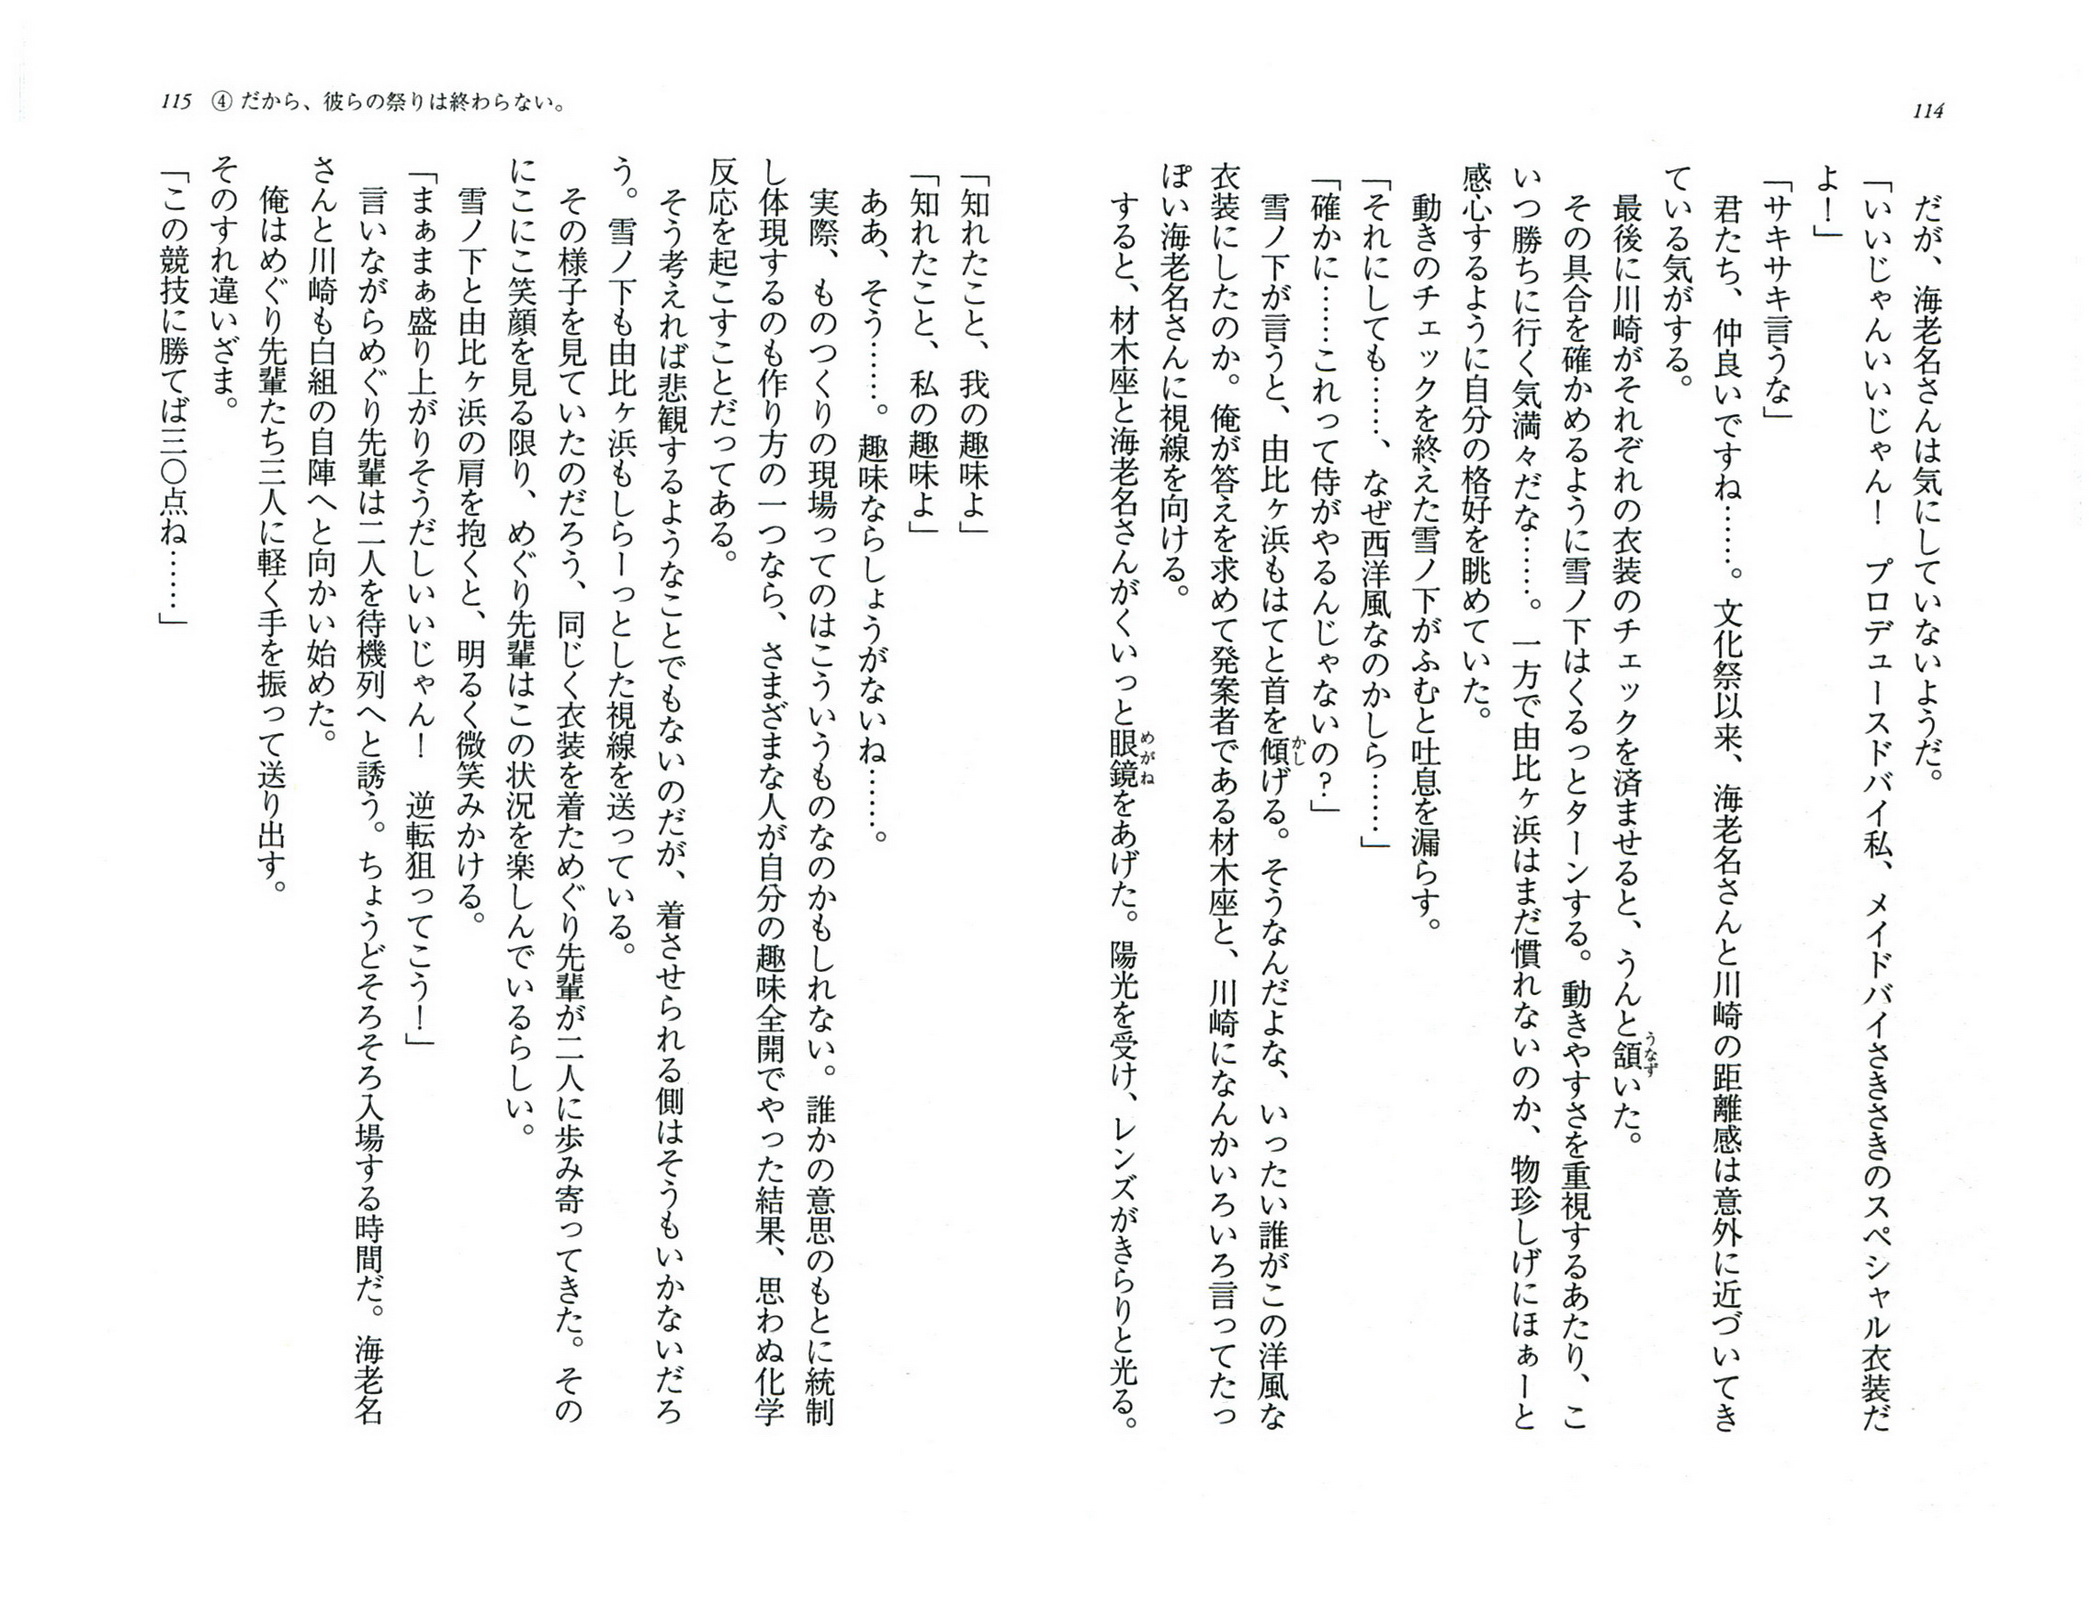 114
だが、海老名さんは気にしていないようだ。
「いいじゃんいいじゃん！　プロデュースドバイ私、メイドバイさきさきのスペシャル衣装だ
よ！」
「サキサキ言うな」
君たち、仲良いですね……。文化祭以来、海老名さんと川崎の距離感は意外に近づいてき
ている気がする。
最後に川崎がそれぞれの衣装のチェックを済ませると、うんと頷いた。
その具合を確かめるように雪ノ下はくるっとターンする。動きやすさを重視するあたり、こ
いつ勝ちに行く気満々だな……。一方で由比ヶ浜はまだ慣れないのか、物珍しげにほぁーと
感心するように自分の格好を眺めていた。
動きのチェックを終えた雪ノ下がふむと吐息を漏らす。
「それにしても……、なぜ西洋風なのかしら……」
「確かに……これって侍がやるんじゃないの？」
雪ノ下が言うと、由比ヶ浜もはてと首を傾げる。そうなんだよな、いったい誰がこの洋風な
衣装にしたのか。俺が答えを求めて発案者である材木座と、川崎になんかいろいろ言ってたっ
ぽい海老名さんに視線を向ける。
すると、材木座と海老名さんがくいっと眼鏡をあげた。陽光を受け、レンズがきらりと光る。
115 ④ だから、彼らの祭りは終わらない。
「知れたこと、我の趣味よ」
「知れたこと、私の趣味よ」
ああ、そう……。趣味ならしょうがないね……。
実際、ものつくりの現場ってのはこういうものなのかもしれない。誰かの意思のもとに統制
し体現するのも作り方の一つなら、さまざまな人が自分の趣味全開でやった結果、思わぬ化学
反応を起こすことだってある。
そう考えれば悲観するようなことでもないのだが、着させられる側はそうもいかないだろ
う。雪ノ下も由比ヶ浜もしらーっとした視線を送っている。
その様子を見ていたのだろう、同じく衣装を着ためぐり先輩が二人に歩み寄ってきた。その
にこにこ笑顔を見る限り、めぐり先輩はこの状況を楽しんでいるらしい。
雪ノ下と由比ヶ浜の肩を抱くと、明るく微笑みかける。
「まぁまぁ盛り上がりそうだしいいじゃん！　逆転狙ってこう！」
言いながらめぐり先輩は二人を待機列へと誘う。ちょうどそろそろ入場する時間だ。海老名
さんと川崎も白組の自陣へと向かい始めた。
俺はめぐり先輩たち三人に軽く手を振って送り出す。
そのすれ違いざま。
「この競技に勝てば三〇点ね……」